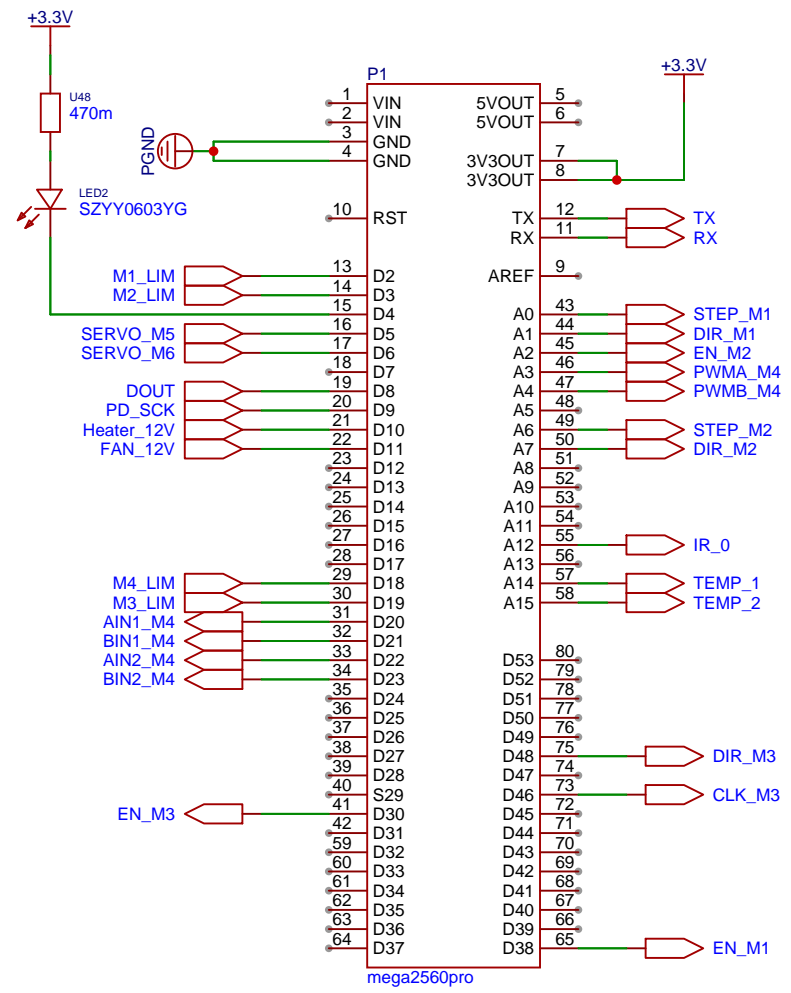 +3.3V
U48
470m
LED2
SZYY0603YG
PGND
+3.3V
P1
1 VIN
2 VIN
3 GND
4 GND
10 RST
M1_LIM 13 D2
M2_LIM 14 D3
15 D4
SERVO_M5 16 D5
SERVO_M6 17 D6
18 D7
DOUT 19 D8
PD_SCK 20 D9
Heater_12V 21 D10
FAN_12V 22 D11
23 D12
24 D13
25 D14
26 D15
27 D16
28 D17
M4_LIM 29 D18
M3_LIM 30 D19
AIN1_M4 31 D20
BIN1_M4 32 D21
AIN2_M4 33 D22
BIN2_M4 34 D23
35 D24
36 D25
37 D26
38 D27
39 D28
40 S29
EN_M3 41 D30
42 D31
59 D32
60 D33
61 D34
62 D35
63 D36
64 D37
5VOUT 5
5VOUT 6
3V3OUT 7
3V3OUT 8
TX 12 TX
RX 11 RX
AREF 9
A0 43 STEP_M1
A1 44 DIR_M1
A2 45 EN_M2
A3 46 PWMA_M4
A4 47 PWMB_M4
A5 48
A6 49 STEP_M2
A7 50 DIR_M2
A8 51
A9 52
A10 53
A11 54
A12 55 IR_0
A13 56
A14 57 TEMP_1
A15 58 TEMP_2
D53 80
D52 79
D51 78
D50 77
D49 76
D48 75 DIR_M3
D47 74
D46 73 CLK_M3
D45 72
D44 71
D43 70
D42 69
D41 68
D40 67
D39 66
D38 65 EN_M1
mega2560pro